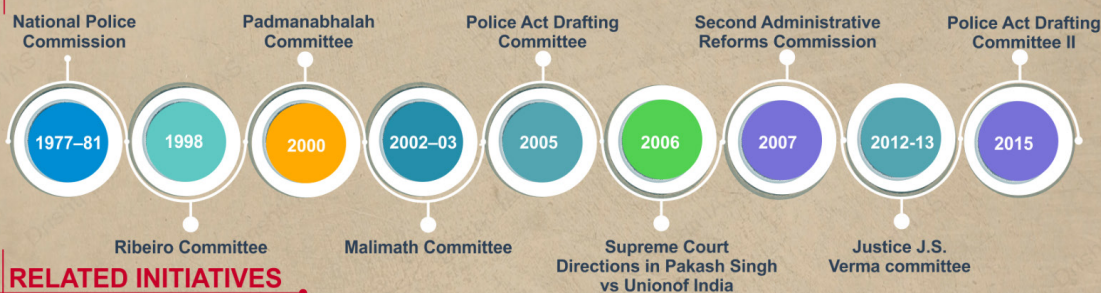 National Police
Commission
Padmanabhalah
Committee
Police Act Drafting
Committee
Second Administrative
Reforms Commission
Police Act Drafting
Committee II
1977–81
1998
2000
2002–03
2005
2006
2007
2012-13
2015
Ribeiro Committee
Malimath Committee
Supreme Court
Directions in Pakash Singh
vs Unionof India
Justice J.S.
Verma committee
RELATED INITIATIVES